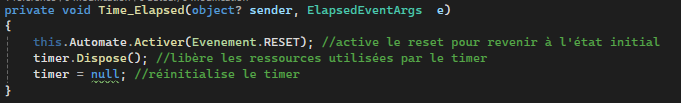 private void Time_Elapsed(object? sender, ElapsedEventArgs  e)
{
    this.Automate.Activer(Evenement.RESET); //active le reset pour revenir à l'état initial
    timer.Dispose(); //libère les ressources utilisées par le timer
    timer = null; //réinitialise le timer
}